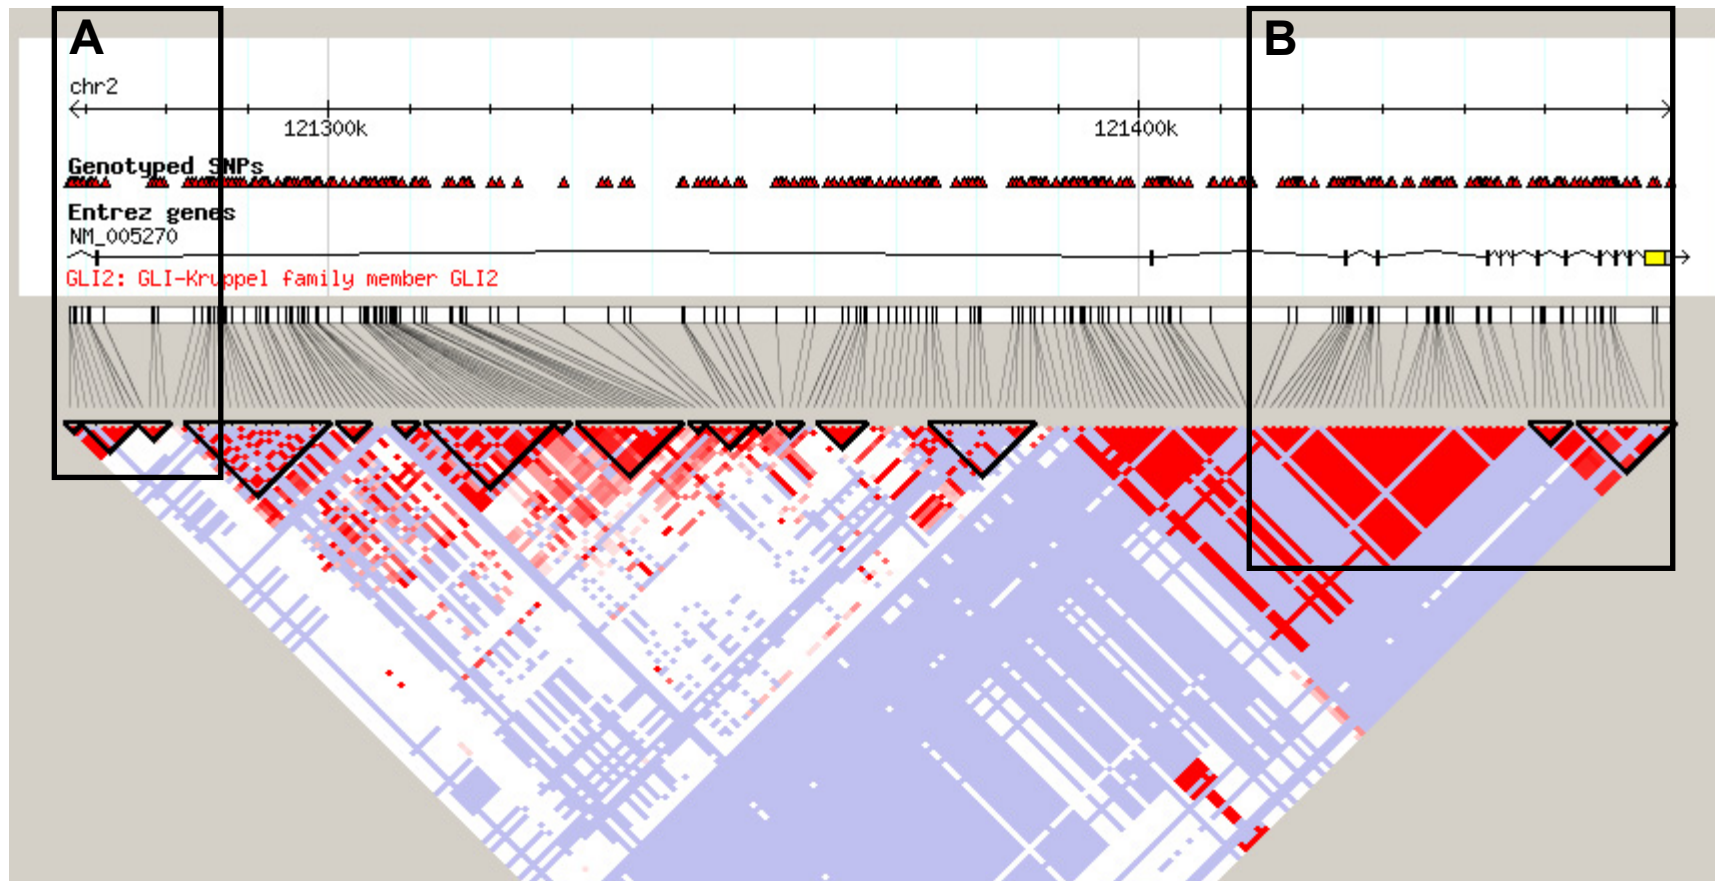 A
B
chr2
121300k
121400k
Genotyped SNPs
Entrez genes
NM_005270
GLI2: GLI-Kruppel family member GLI2